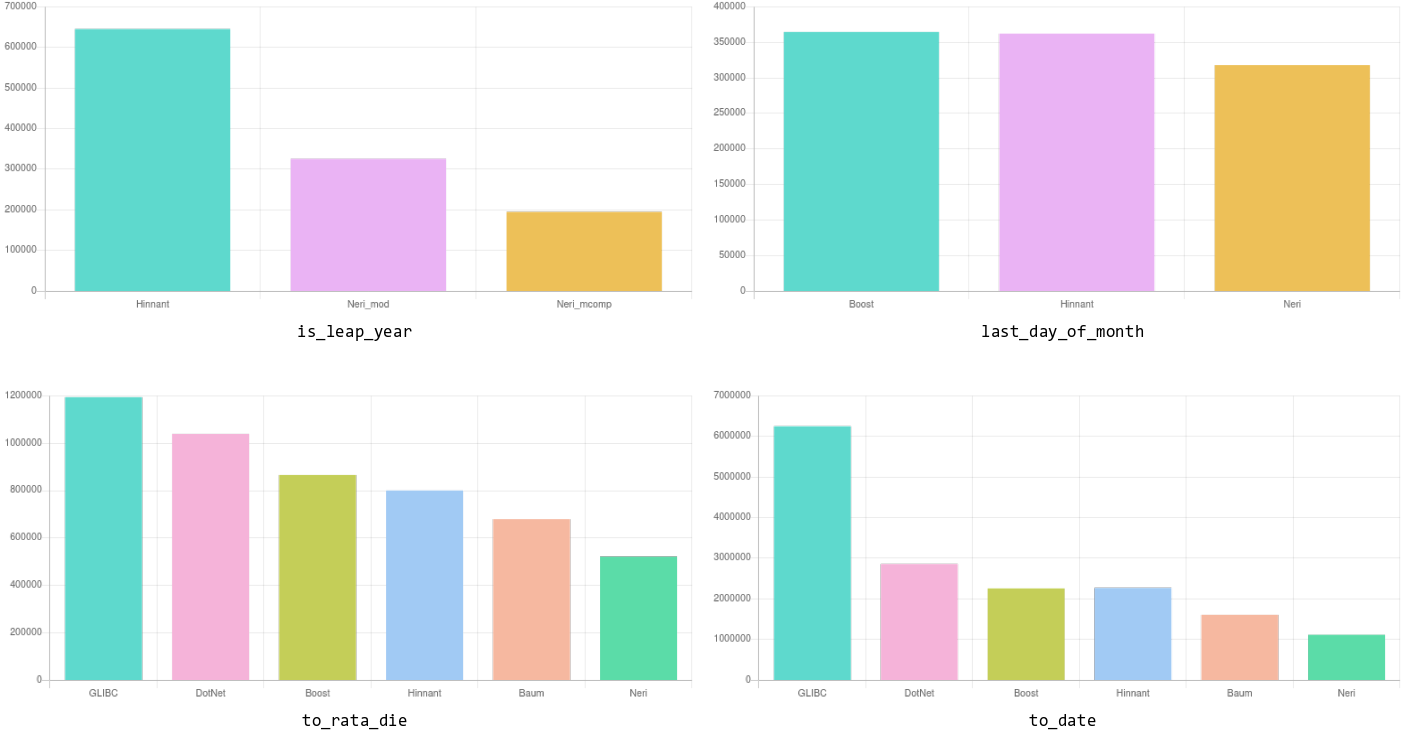 700000
600000
500000
400000
300000
200000
100000
0
Hinnant
Neri_mod
Neri_mcomp
is_leap_year
400000
350000
300000
250000
200000
150000
100000
50000
0
Boost
Hinnant
Neri
last_day_of_month
1200000
1000000
800000
600000
400000
200000
0
GLIBC
DotNet
Boost
Hinnant
Baum
Neri
to_rata_die
7000000
6000000
5000000
4000000
3000000
2000000
1000000
0
GLIBC
DotNet
Boost
Hinnant
Baum
Neri
to_date